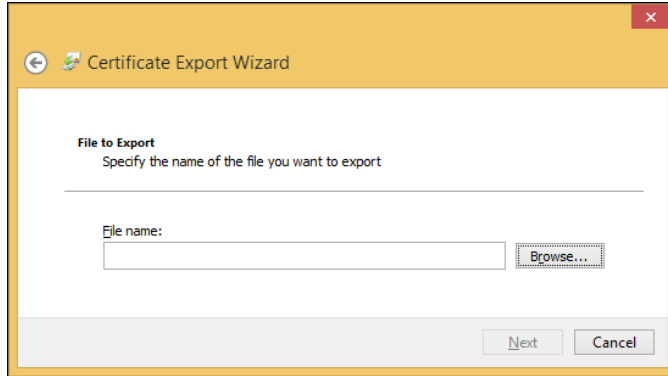 Certificate Export Wizard
File to Export
Specify the name of the file you want to export
File name:
Browse...
Next
Cancel